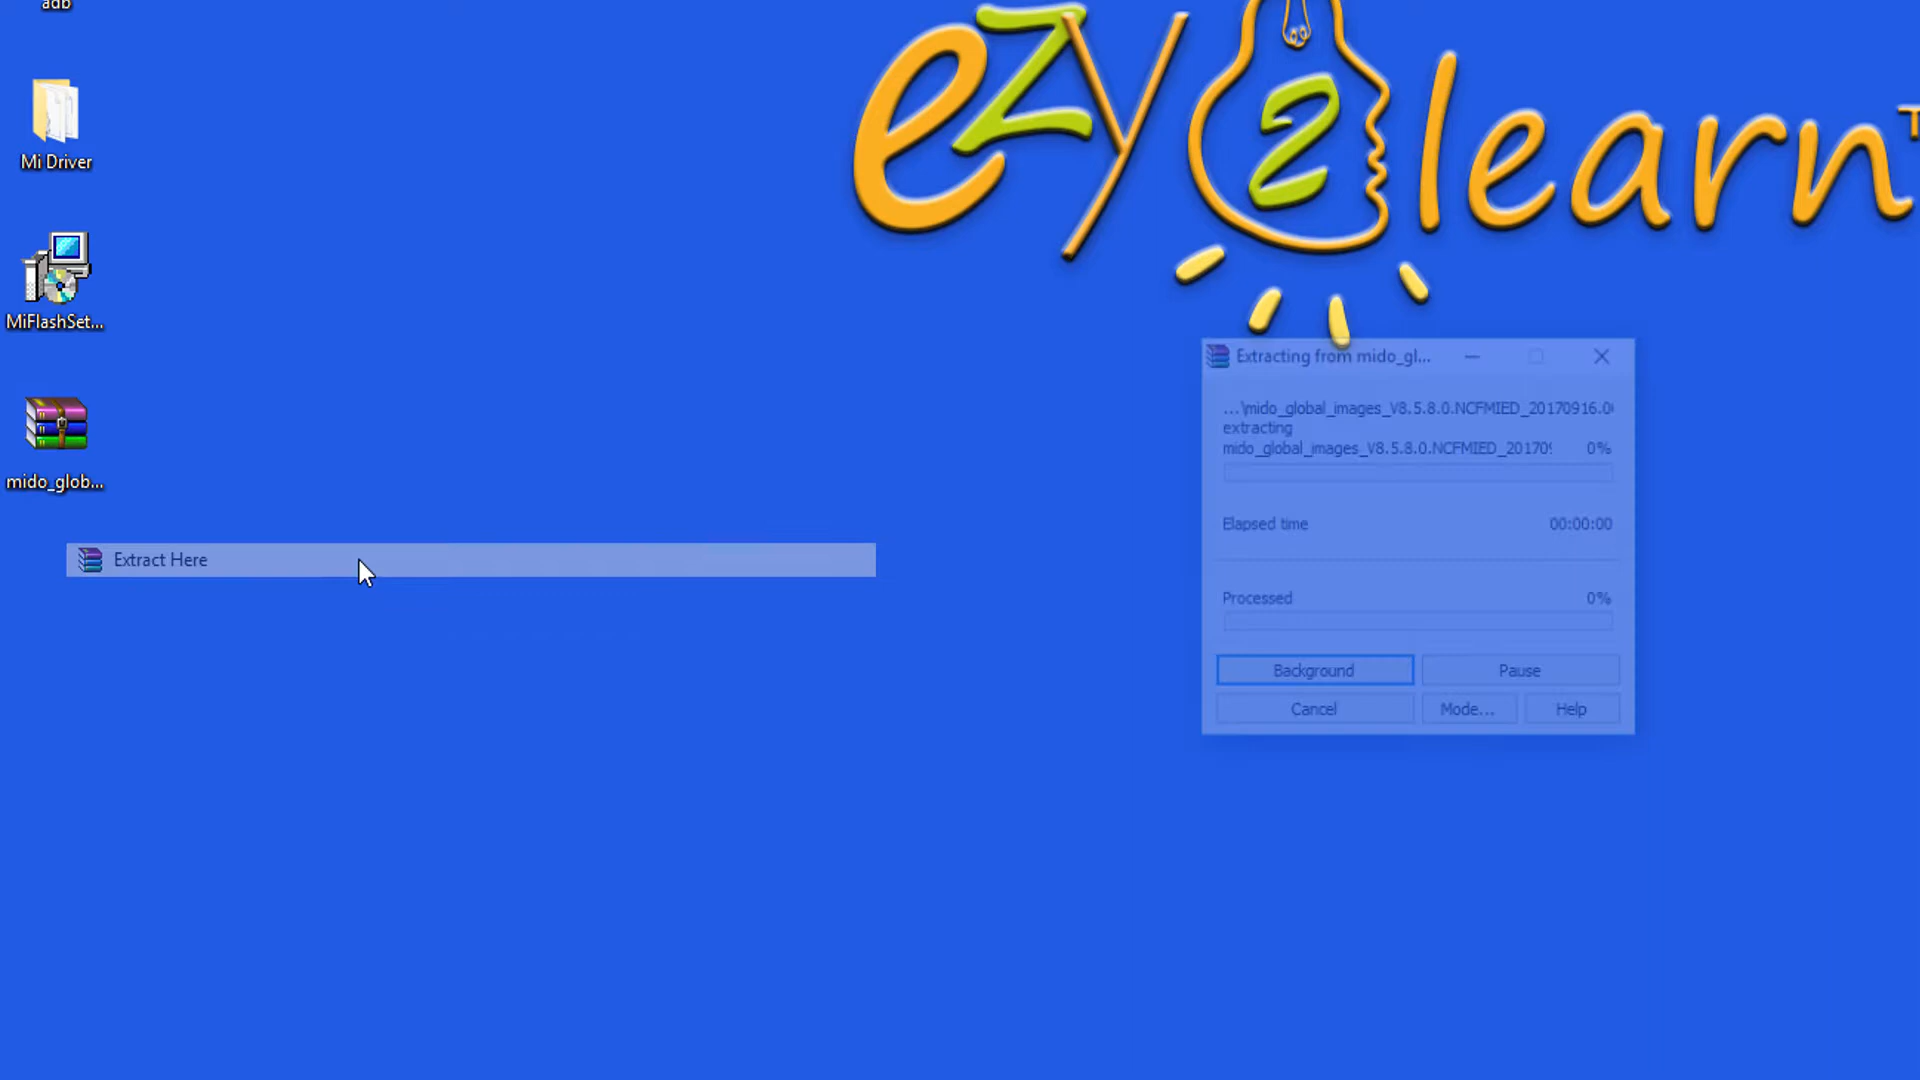 adb
Mi Driver
MiFlashSet...
mido_glob...
ezy2learn
Extract Here
Extracting from mido_gl...
...\mido_global_images_V8.5.8.0.NCFMIED_20170916.0
extracting
mido_global_images_V8.5.8.0.NCFMIED_20170 0%
Elapsed time 00:00:00
Processed 0%
Background Pause
Cancel Mode... Help